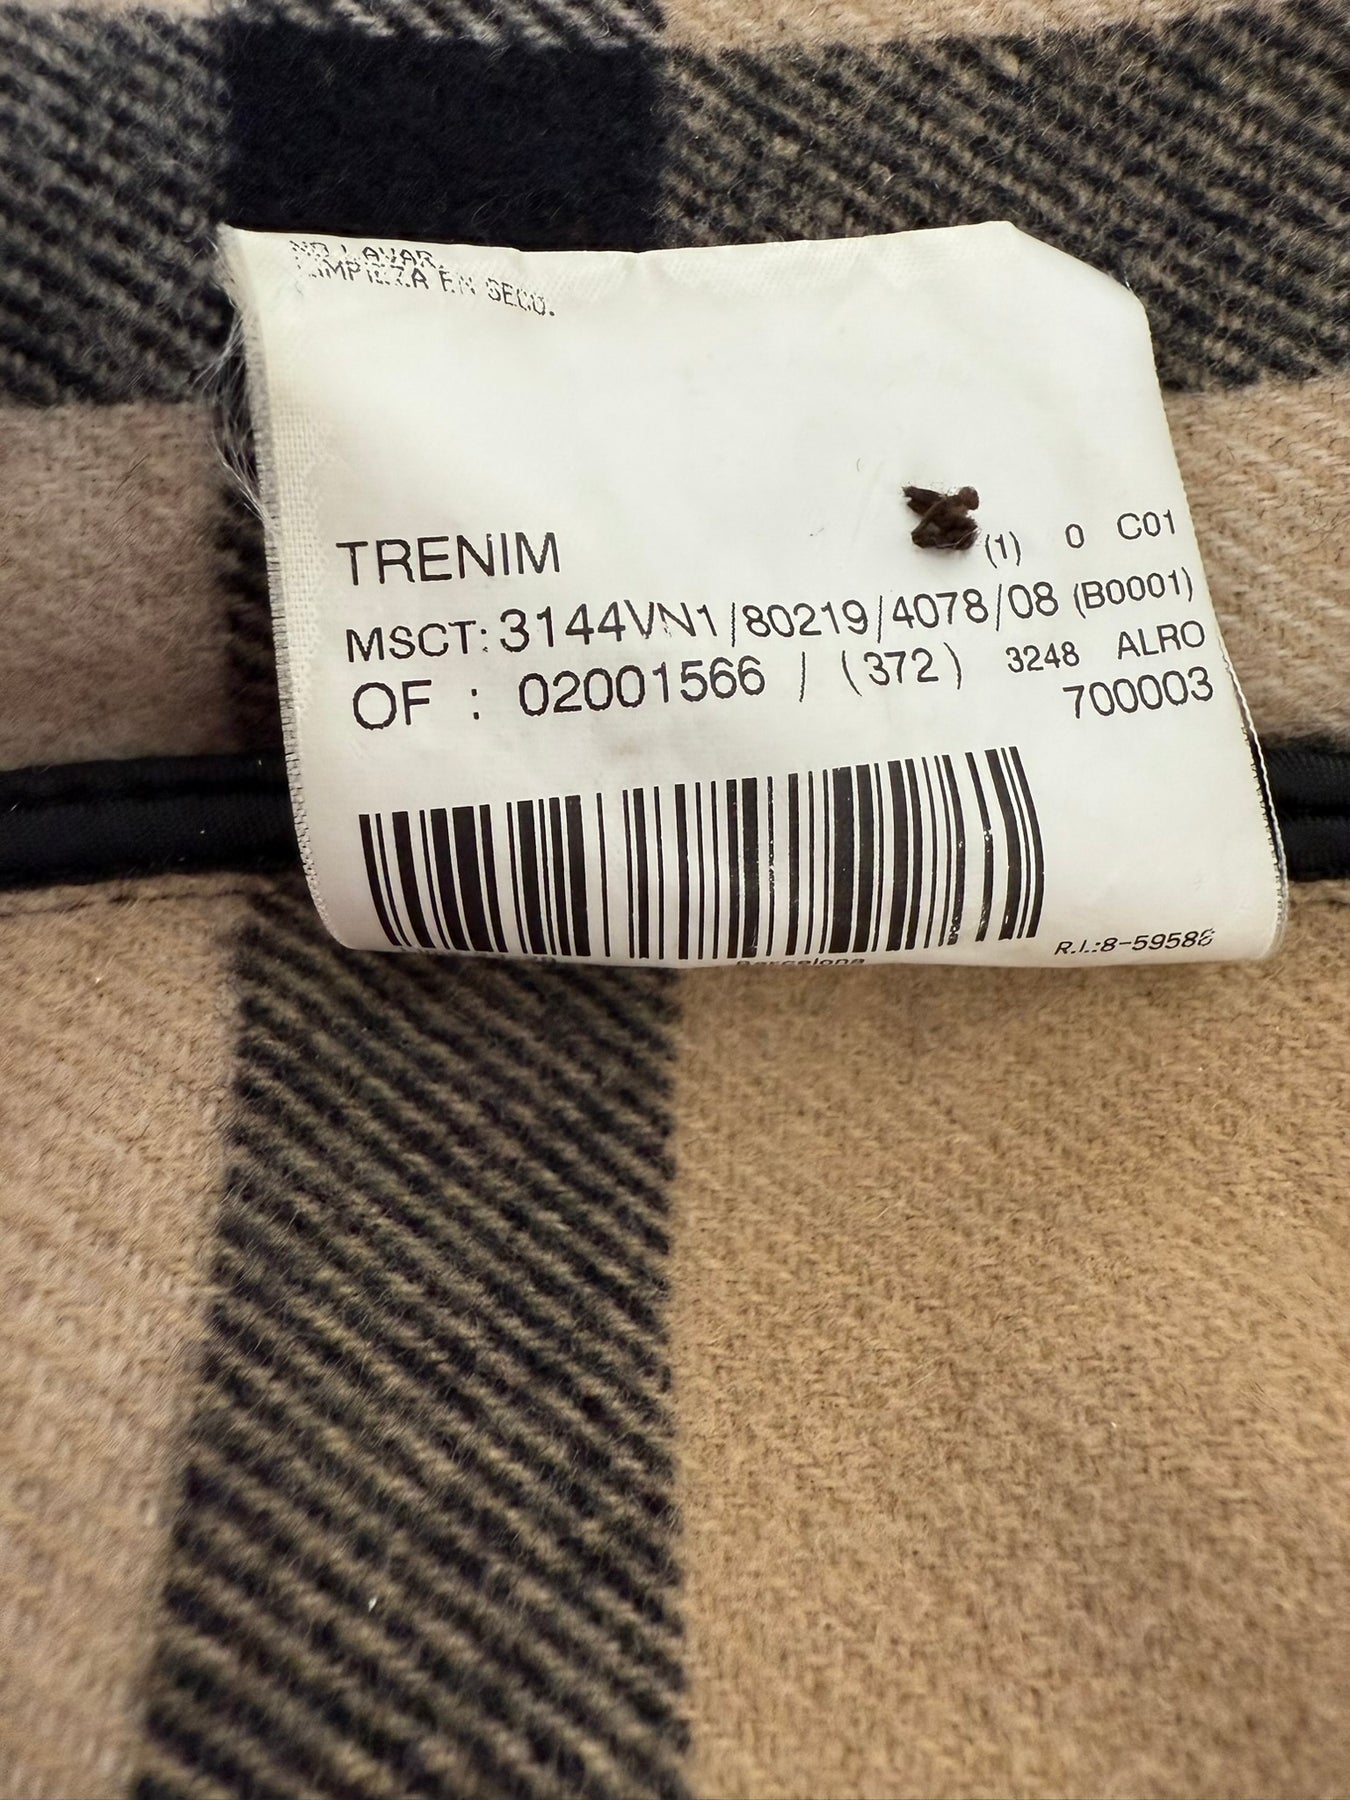 NO LAVAR.
LIMPIEZA EN SECO.
TRENIM
(1) 0 C01
MSCT: 3144VN1/80219/4078/08 (B0001)
OF : 02001566 / (372) 3248 ALRO
700003
R.I.:8-59588
Barcelona